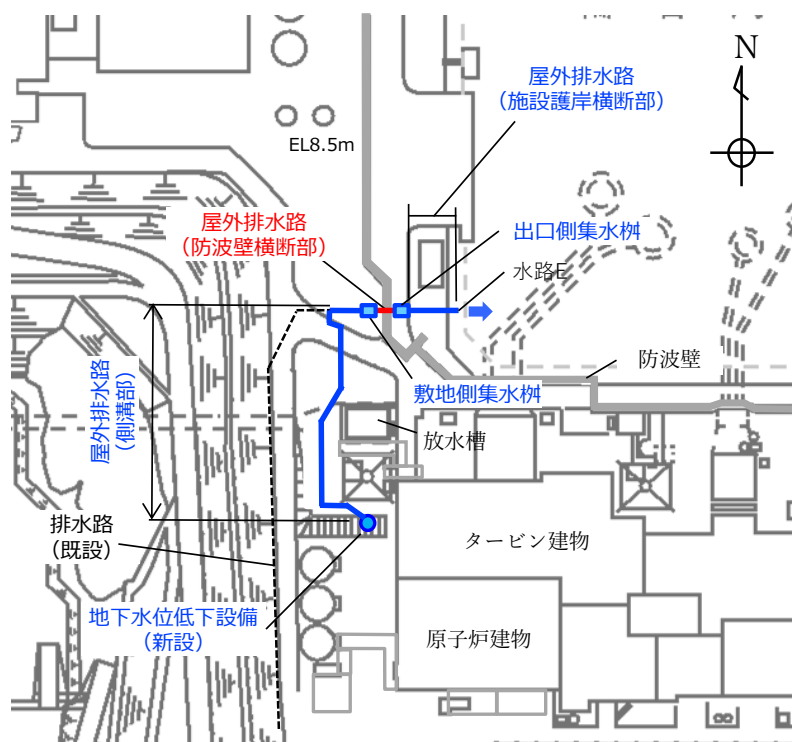 N
屋外排水路
（施設護岸横断部）
EL8.5m
屋外排水路
（防波壁横断部）
出口側集水桝
水路E
防波壁
敷地側集水桝
屋外排水路
（側溝部）
放水槽
排水路
（既設）
タービン建物
地下水位低下設備
（新設）
原子炉建物